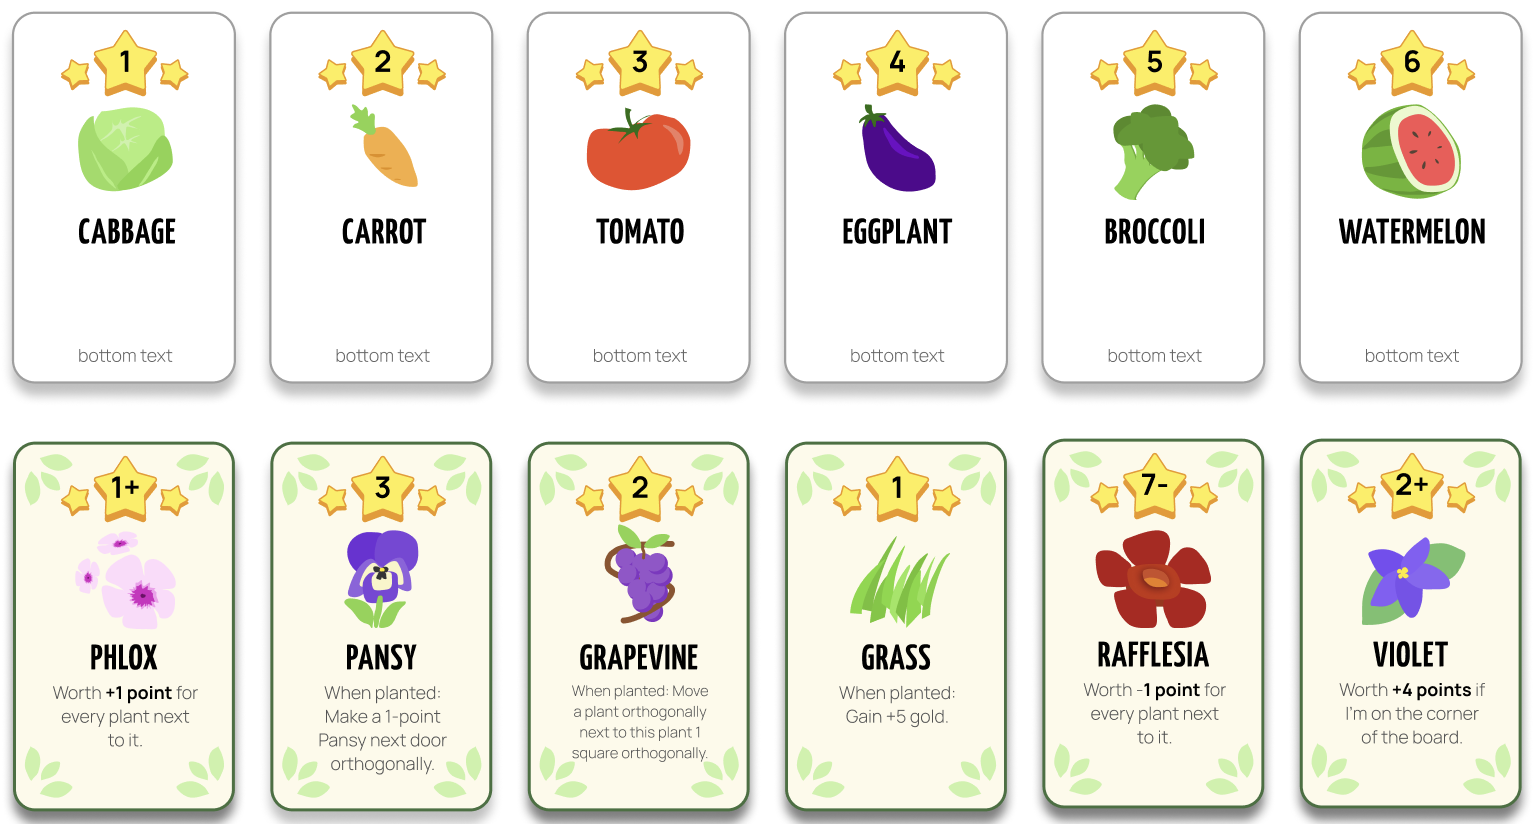 1
CABBAGE
bottom text
2
CARROT
bottom text
3
TOMATO
bottom text
4
EGGPLANT
bottom text
5
BROCCOLI
bottom text
6
WATERMELON
bottom text
1+
PHLOX
Worth +1 point for
every plant next
to it.
3
PANSY
When planted:
Make a 1-point
Pansy next door
orthogonally.
2
GRAPEVINE
When planted: Move
a plant orthogonally
next to this plant 1
square orthogonally.
1
GRASS
When planted:
Gain +5 gold.
7-
RAFFLESIA
Worth -1 point for
every plant next
to it.
2+
VIOLET
Worth +4 points if
I'm on the corner
of the board.